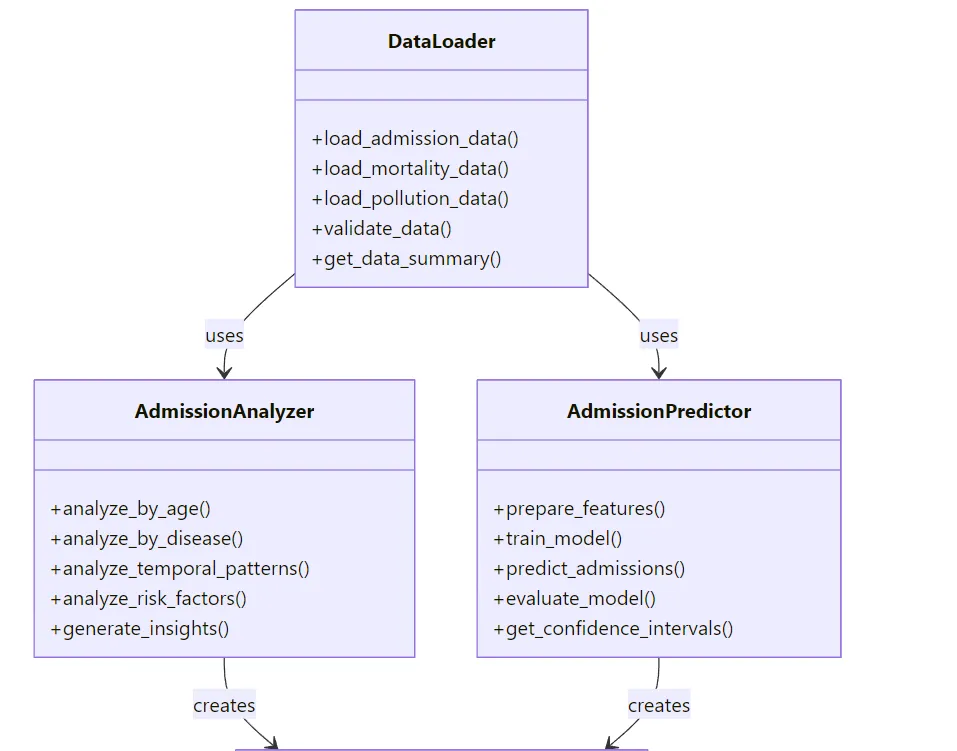 DataLoader
+load_admission_data()
+load_mortality_data()
+load_pollution_data()
+validate_data()
+get_data_summary()
uses
uses
AdmissionAnalyzer
+analyze_by_age()
+analyze_by_disease()
+analyze_temporal_patterns()
+analyze_risk_factors()
+generate_insights()
AdmissionPredictor
+prepare_features()
+train_model()
+predict_admissions()
+evaluate_model()
+get_confidence_intervals()
creates
creates